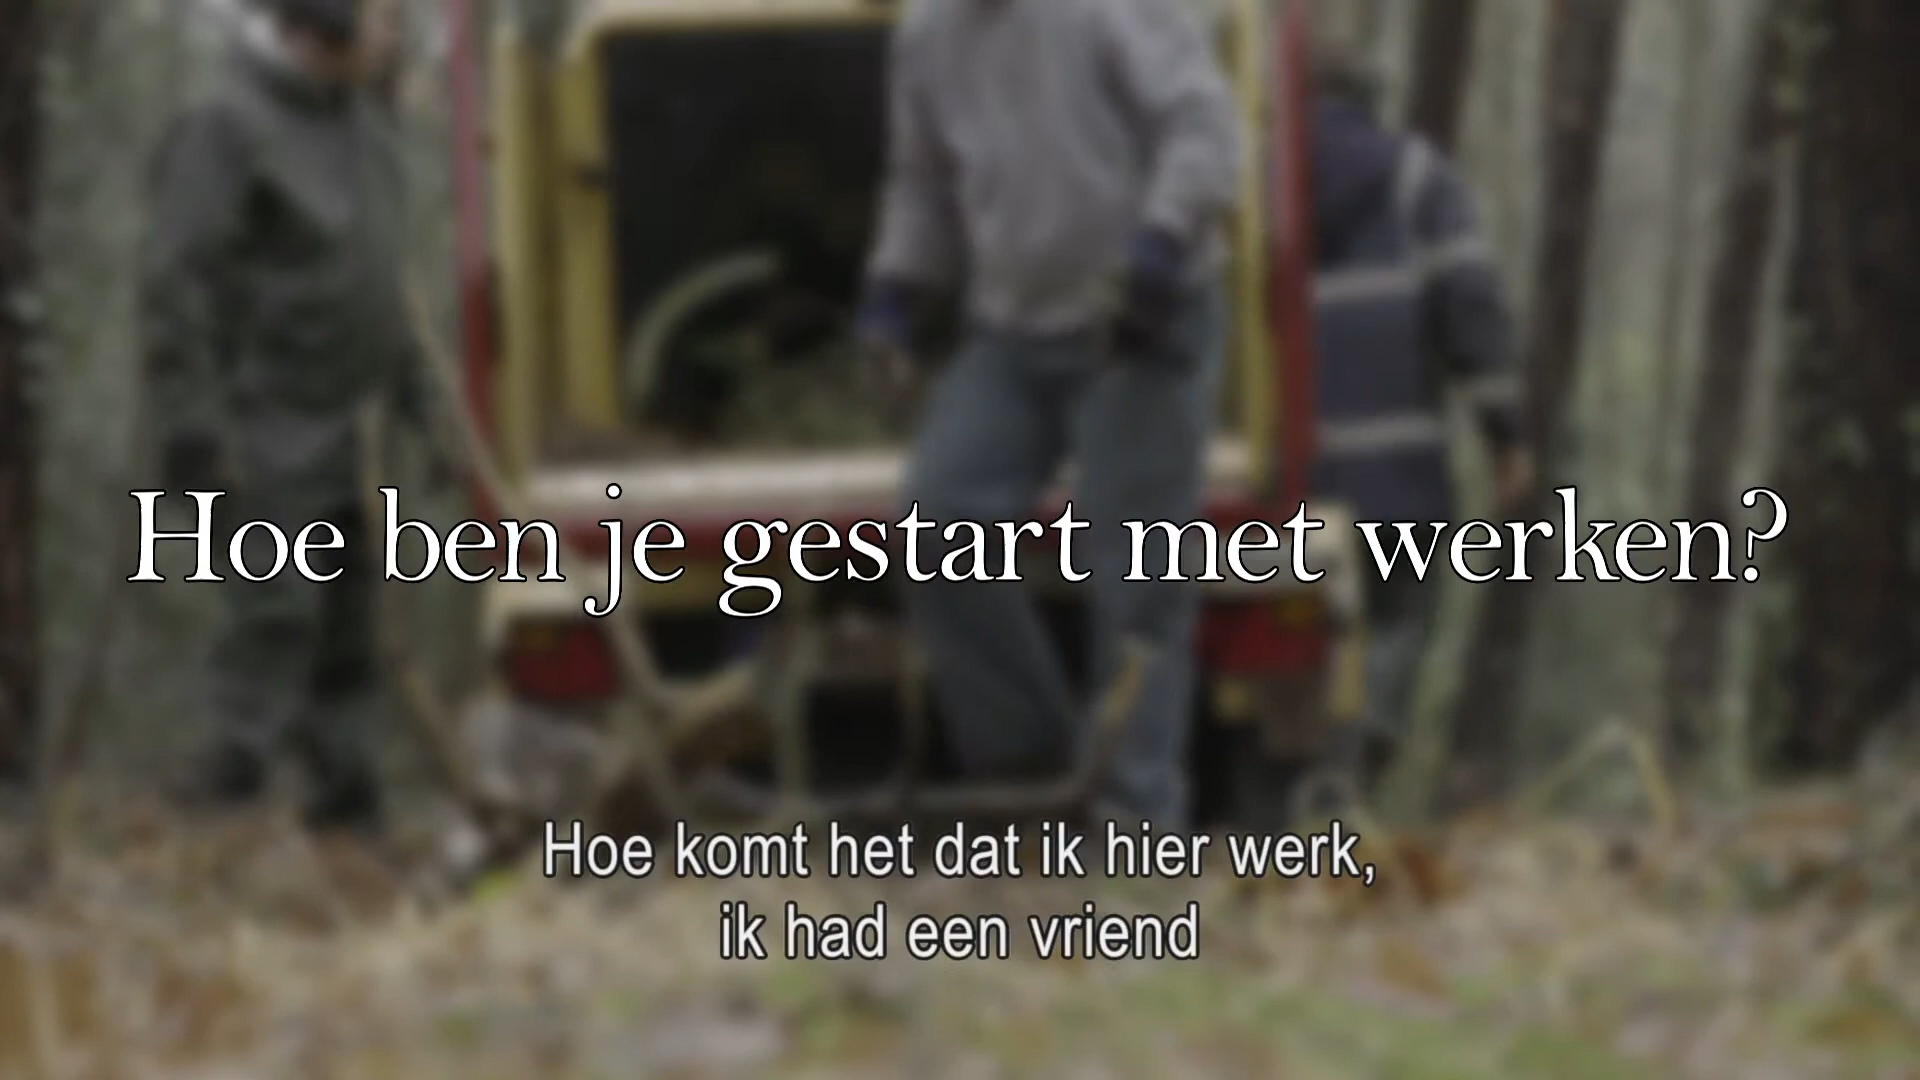 Hoe ben je gestart met werken?
Hoe komt het dat ik hier werk,
ik had een vriend